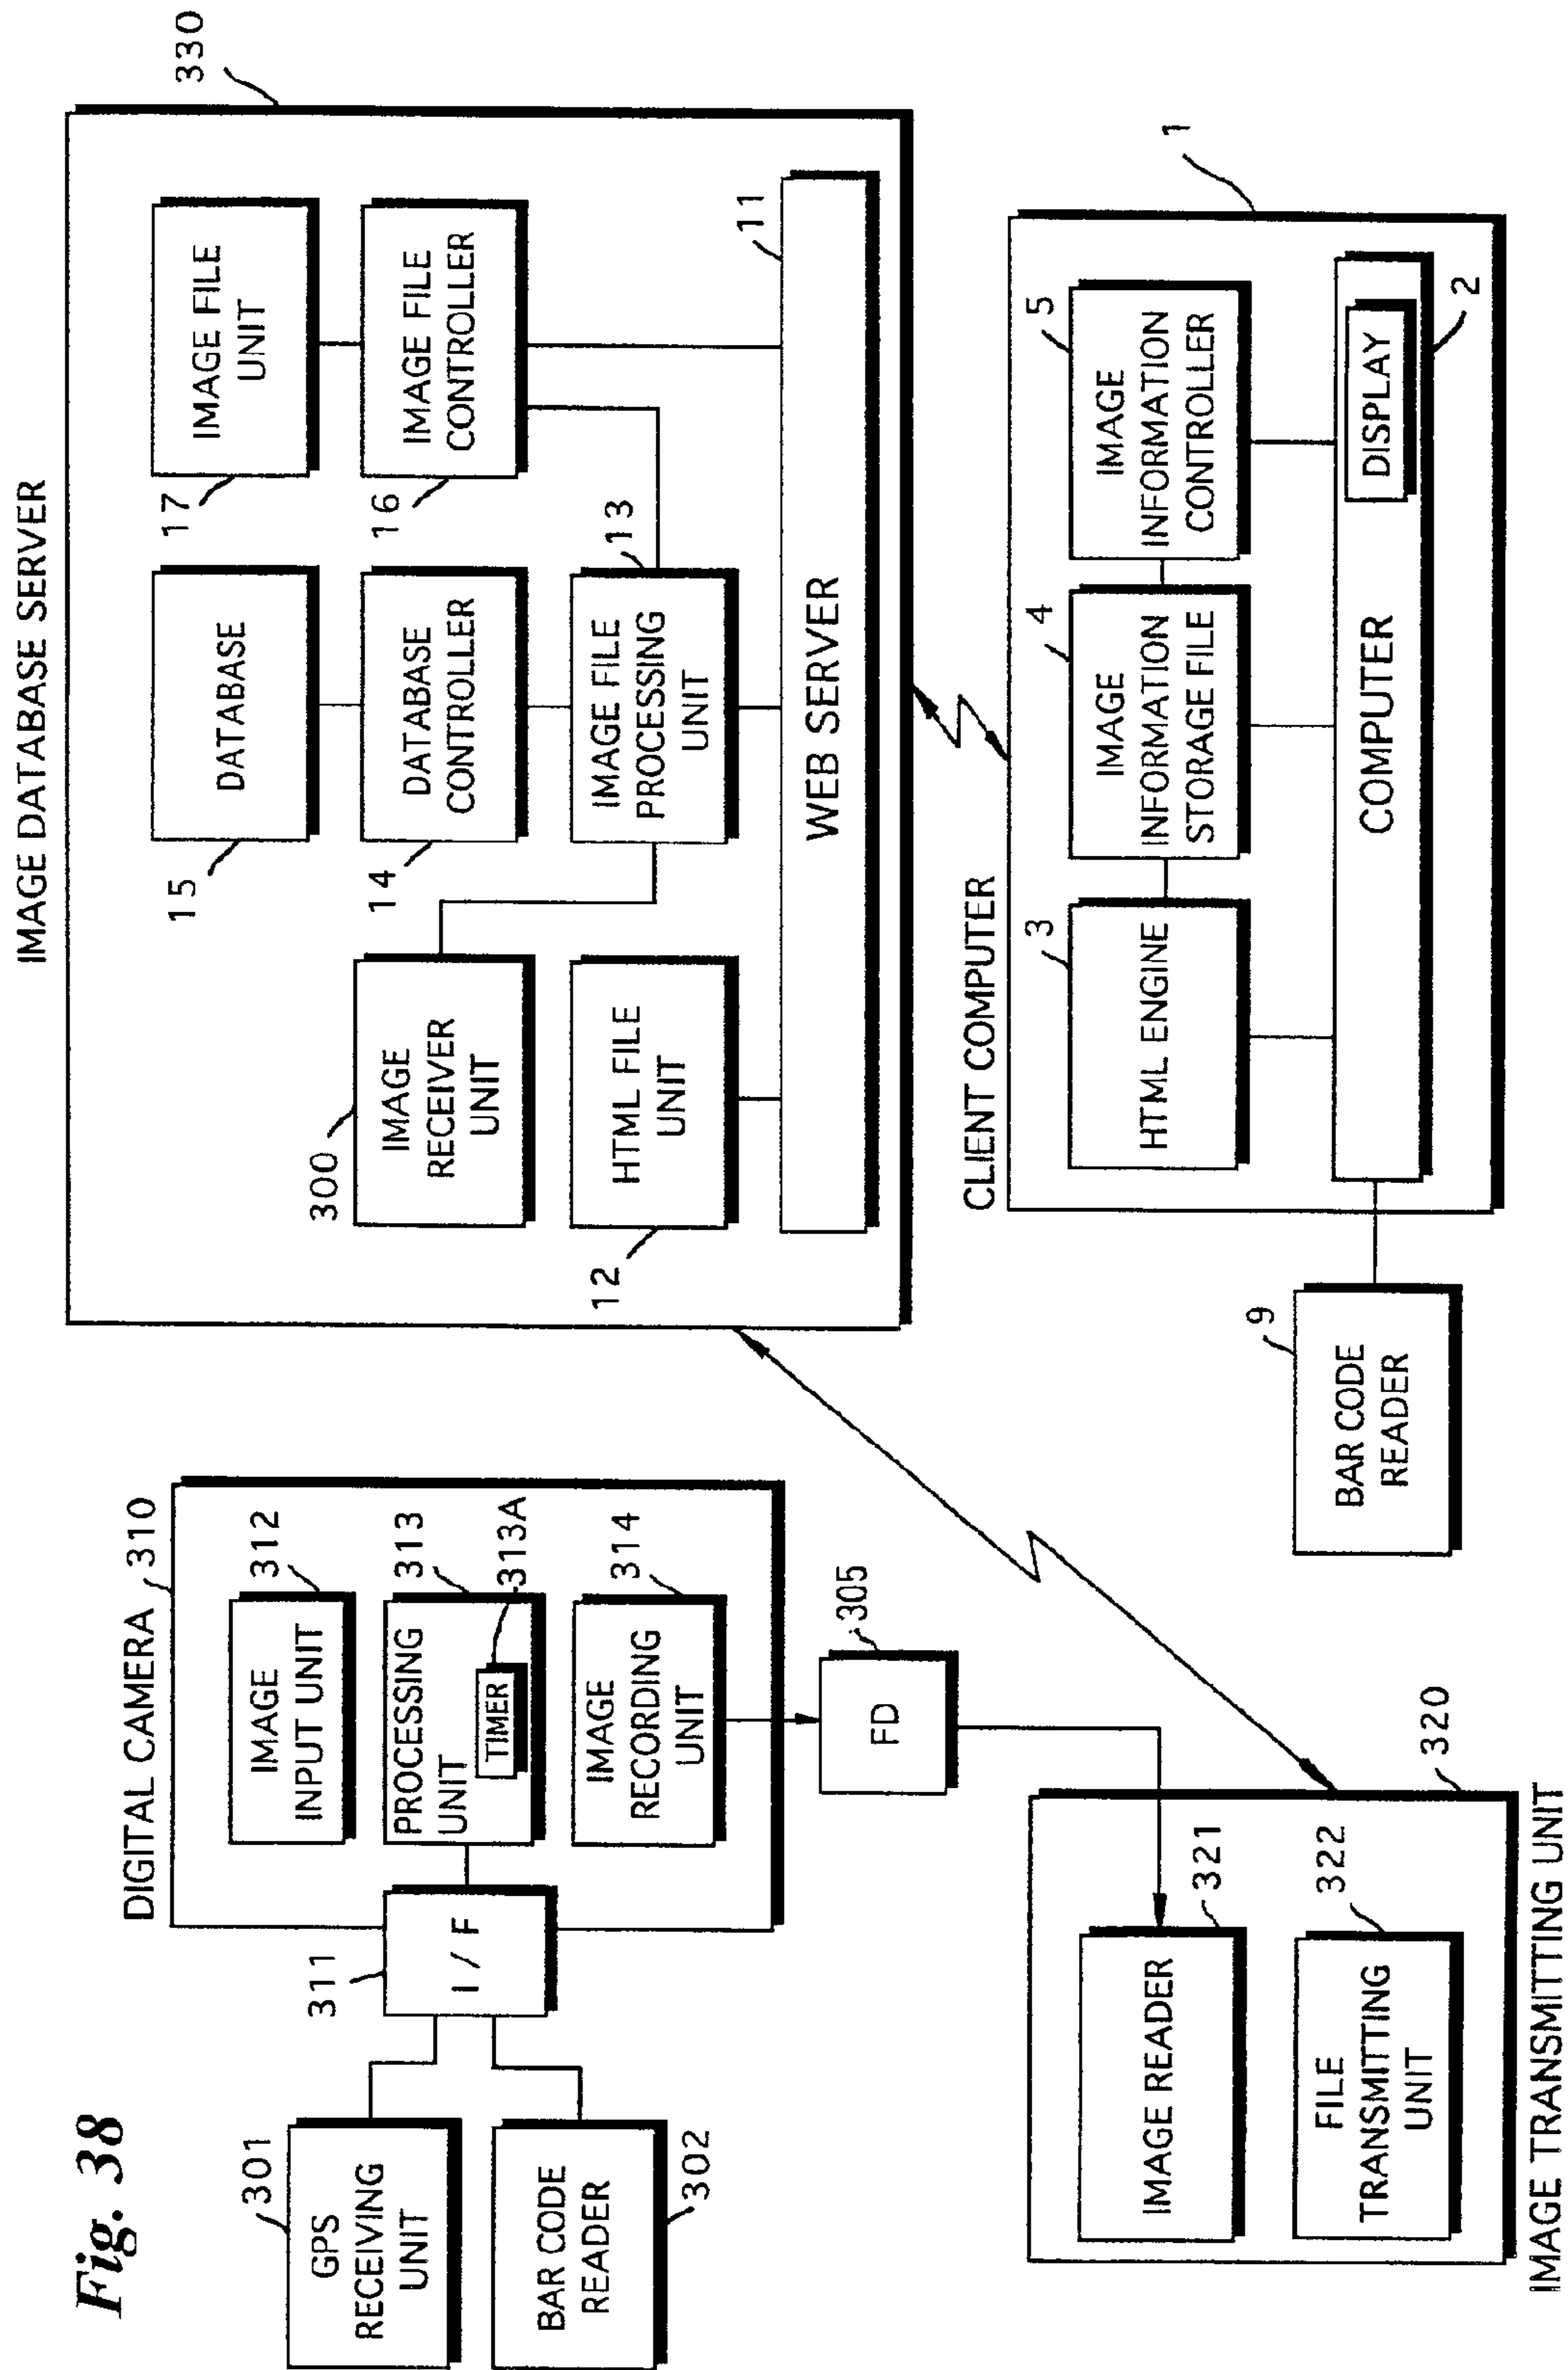 Fig. 38
301
GPS
RECEIVING
UNIT
BAR CODE
READER
302
311
I/F
DIGITAL CAMERA
310
IMAGE
INPUT UNIT
312
PROCESSING
UNIT
313
TIMER
313A
IMAGE
RECORDING
UNIT
314
FD
305
IMAGE READER
321
FILE
TRANSMITTING
UNIT
322
320
IMAGE TRANSMITTING UNIT
IMAGE DATABASE SERVER
330
15
DATABASE
17
IMAGE FILE
UNIT
300
IMAGE
RECEIVER
UNIT
14
DATABASE
CONTROLLER
16
IMAGE FILE
CONTROLLER
12
HTML FILE
UNIT
IMAGE FILE
PROCESSING
UNIT
13
WEB SERVER
11
CLIENT COMPUTER
1
3
HTML ENGINE
4
IMAGE
INFORMATION
STORAGE FILE
5
IMAGE
INFORMATION
CONTROLLER
COMPUTER
DISPLAY
2
9
BAR CODE
READER